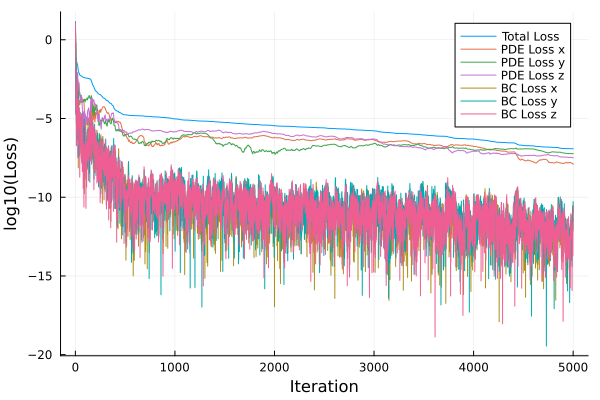 Total Loss
PDE Loss x
PDE Loss y
PDE Loss z
BC Loss x
BC Loss y
BC Loss z
log10(Loss)
0
−5
−10
−15
−20
0 1000 2000 3000 4000 5000
Iteration